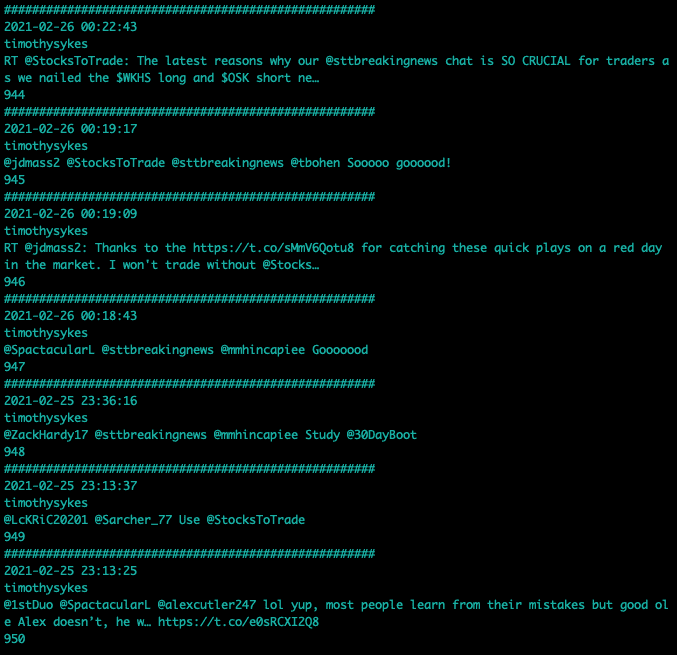 #####################################################
2021-02-26 00:22:43
timothysykes
RT @StocksToTrade: The latest reasons why our @sttbreakingnews chat is SO CRUCIAL for traders a
s we nailed the $WKHS long and $OSK short ne…
944
#####################################################
2021-02-26 00:19:17
timothysykes
@jdmass2 @StocksToTrade @sttbreakingnews @tbohen Sooooo goooood!
945
#####################################################
2021-02-26 00:19:09
timothysykes
RT @jdmass2: Thanks to the https://t.co/sMmV6Qotu8 for catching these quick plays on a red day
in the market. I won't trade without @Stocks…
946
#####################################################
2021-02-26 00:18:43
timothysykes
@SpactacularL @sttbreakingnews @mmhincapiee Gooooood
947
#####################################################
2021-02-25 23:36:16
timothysykes
@ZackHardy17 @sttbreakingnews @mmhincapiee Study @30DayBoot
948
#####################################################
2021-02-25 23:13:37
timothysykes
@LcKRiC20201 @Sarcher_77 Use @StocksToTrade
949
#####################################################
2021-02-25 23:13:25
timothysykes
@1stDuo @SpactacularL @alexcutler247 lol yup, most people learn from their mistakes but good ol
e Alex doesn’t, he w… https://t.co/e0sRCXI2Q8
950